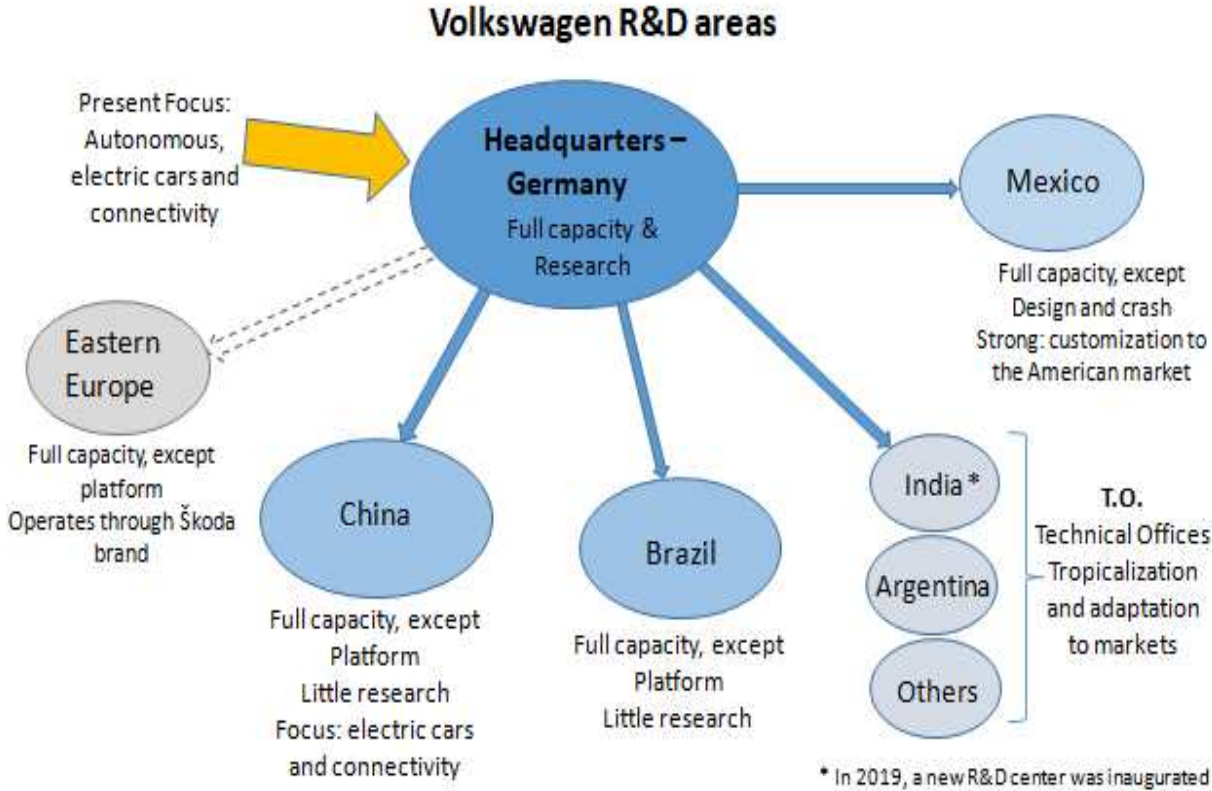 Volkswagen R&D areas
Present Focus:
Autonomous,
electric cars and
connectivity
Headquarters –
Germany
Full capacity &
Research
Mexico
Full capacity, except
Design and crash
Strong: customization to
the American market
Eastern
Europe
Full capacity, except
platform
Operates through Škoda
brand
China
Full capacity, except
Platform
Little research
Focus: electric cars
and connectivity
Brazil
Full capacity, except
Platform
Little research
India *
Argentina
Others
T.O.
Technical Offices
Tropicalization
and adaptation
to markets
* In 2019, a new R&D center was inaugurated